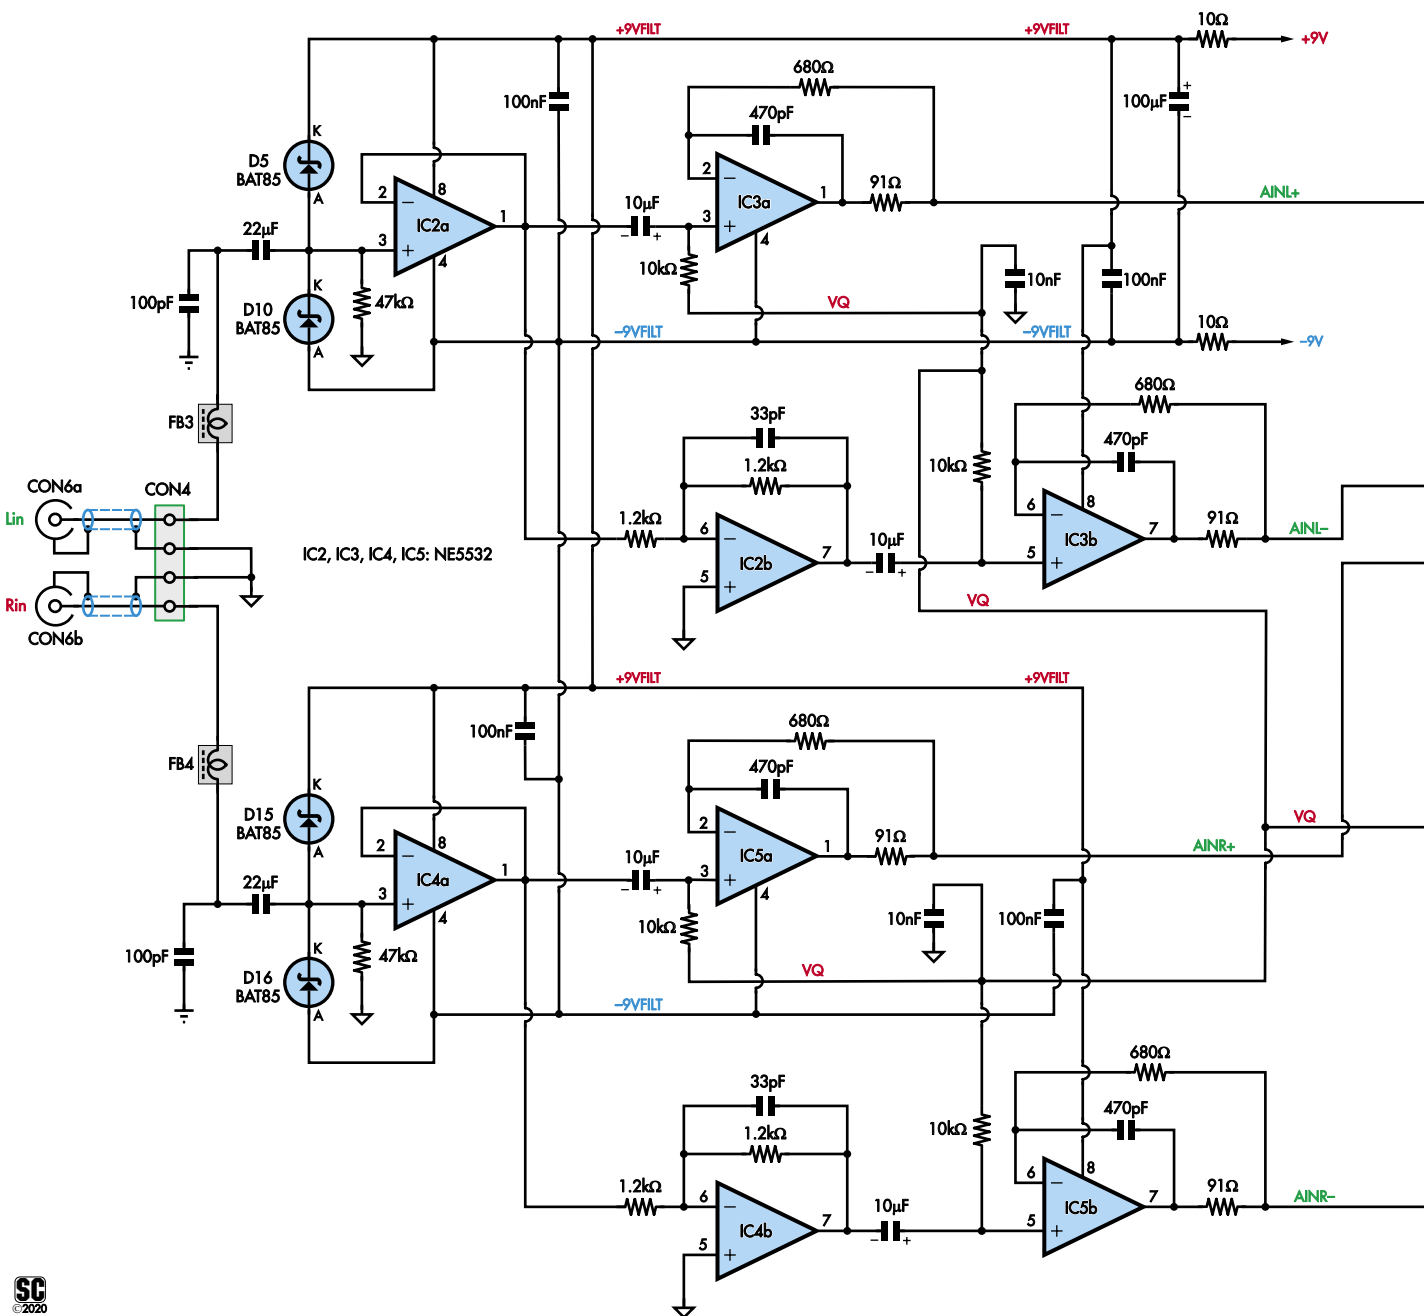 10Ω
+9VFILT
+9VFILT
+9V
680Ω
100nF
470pF
100µF
+
–
K
D5
BAT85
A
2
–
8
IC2a
1
3
+
4
2
–
IC3a
1
91Ω
AINL+
10µF
– +
3
+
4
22µF
10kΩ
10nF
100nF
100pF
K
D10
BAT85
A
47kΩ
VQ
–9VFILT
–9VFILT
10Ω
–9V
680Ω
FB3
33pF
470pF
1.2kΩ
10kΩ
CON6a
CON4
Lin
1.2kΩ
6
–
IC2b
7
5
+
10µF
– +
6
–
8
IC3b
7
5
+
91Ω
AINL–
IC2, IC3, IC4, IC5: NE5532
Rin
CON6b
VQ
+9VFILT
+9VFILT
100nF
680Ω
FB4
470pF
K
D15
BAT85
A
2
–
8
IC4a
1
3
+
4
2
–
IC5a
1
91Ω
AINR+
VQ
10µF
– +
3
+
4
22µF
10kΩ
10nF
100nF
100pF
K
D16
BAT85
A
47kΩ
VQ
–9VFILT
680Ω
33pF
470pF
1.2kΩ
10kΩ
1.2kΩ
6
–
IC4b
7
5
+
10µF
– +
6
–
8
IC5b
7
5
+
91Ω
AINR–
SC
©2020